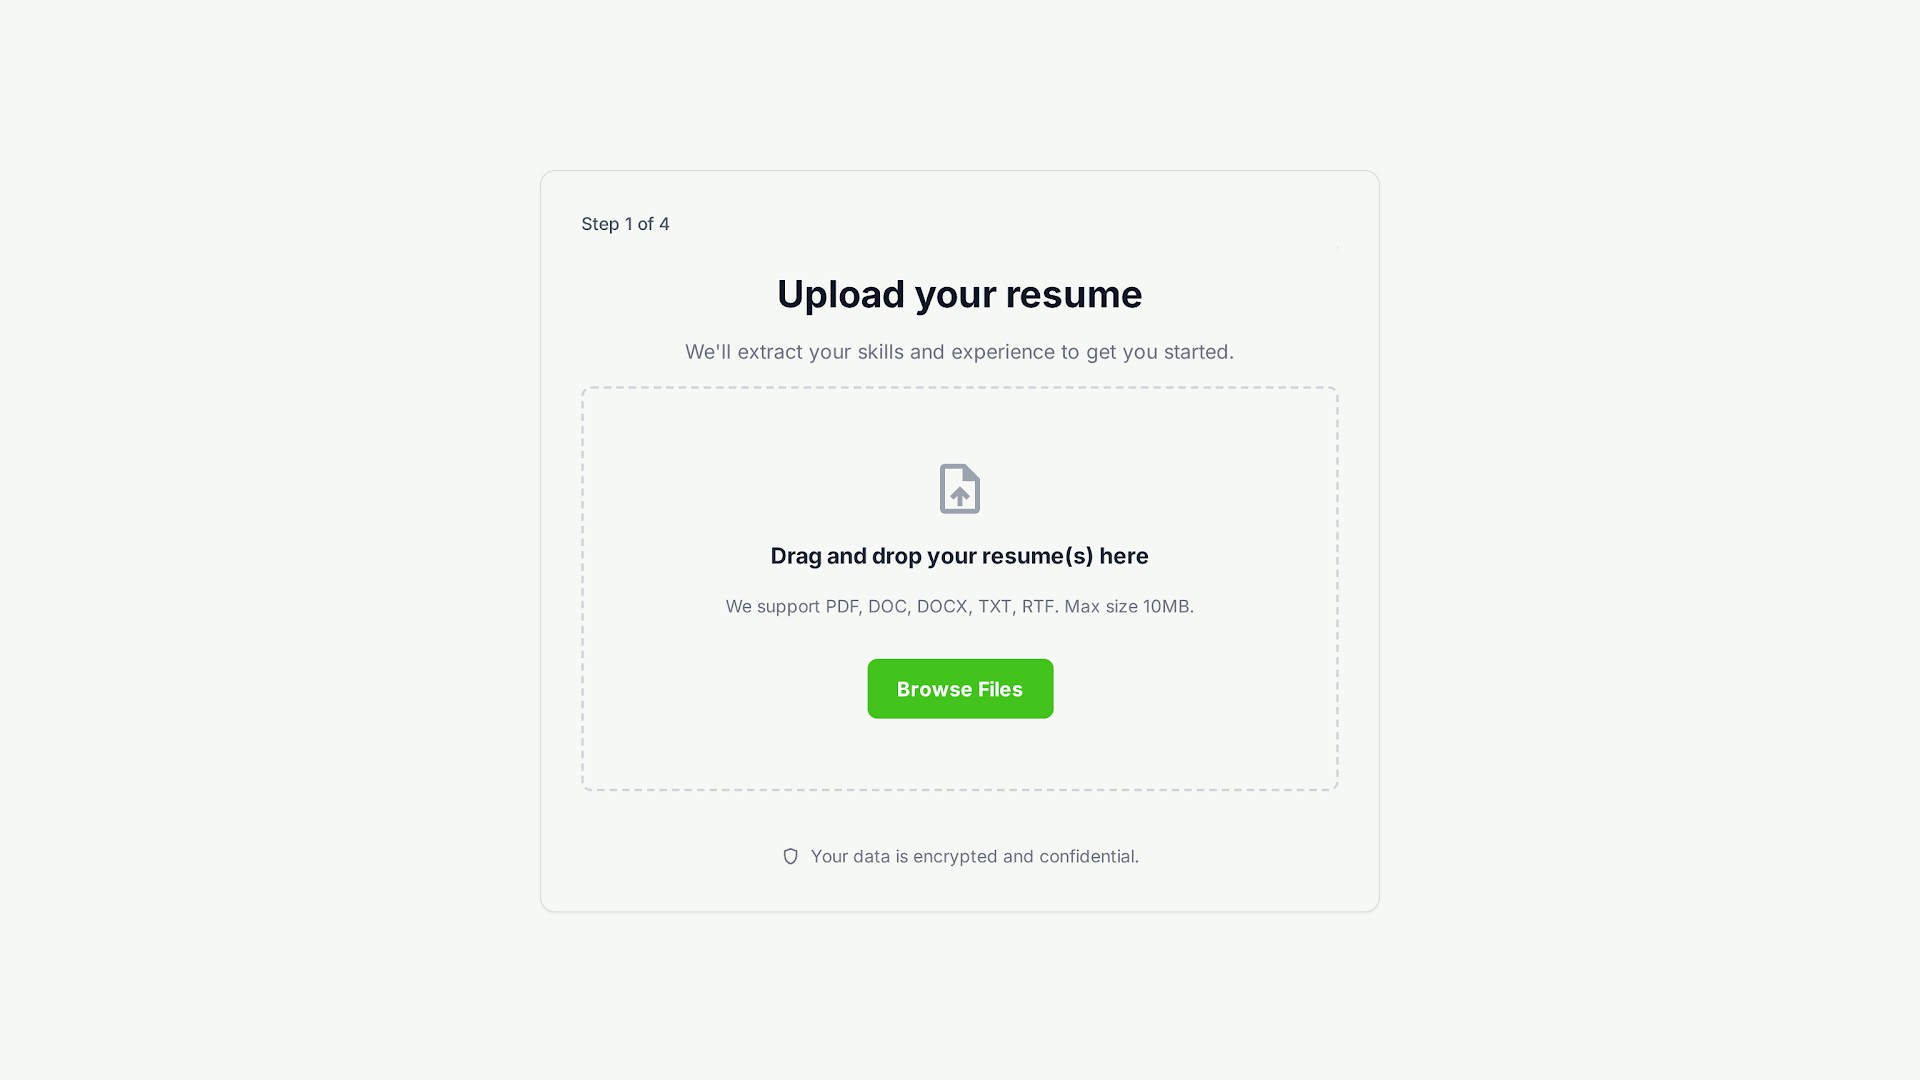 Step 1 of 4
Upload your resume
We'll extract your skills and experience to get you started.
Drag and drop your resume(s) here
We support PDF, DOC, DOCX, TXT, RTF. Max size 10MB.
Browse Files
Your data is encrypted and confidential.